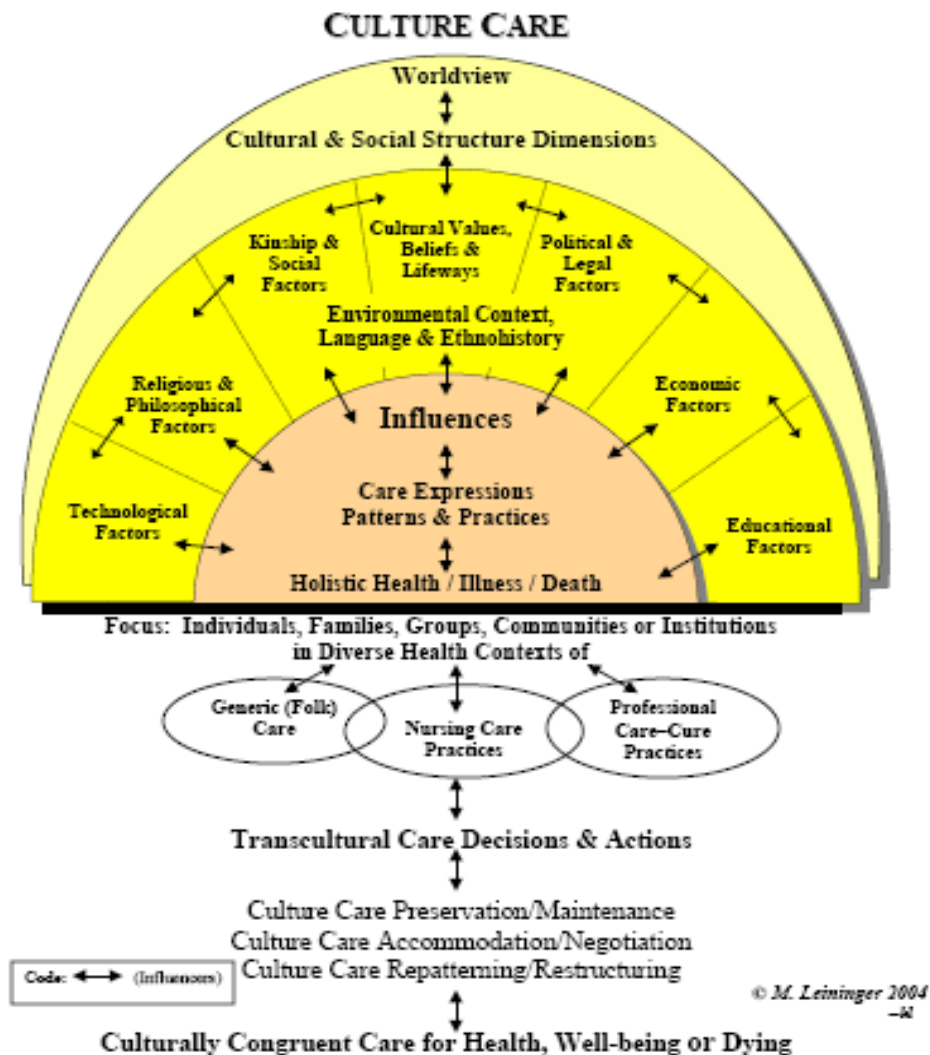 CULTURE CARE
Worldview
Cultural & Social Structure Dimensions
Cultural Values,
Beliefs &
Lifeways
Kinship &
Social
Factors
Political &
Legal
Factors
Environmental Context,
Language & Ethnohistory
Religious &
Philosophical
Factors
Economic
Factors
Technological
Factors
Educational
Factors
Influences
Care Expressions
Patterns & Practices
Holistic Health / Illness / Death
Focus: Individuals, Families, Groups, Communities or Institutions
in Diverse Health Contexts of
Generic (Folk)
Care
Nursing Care
Practices
Professional
Care–Cure
Practices
Transcultural Care Decisions & Actions
Culture Care Preservation/Maintenance
Culture Care Accommodation/Negotiation
Culture Care Repatterning/Restructuring
Code: (Influencers)
© M. Leininger 2004
Culturally Congruent Care for Health, Well-being or Dying